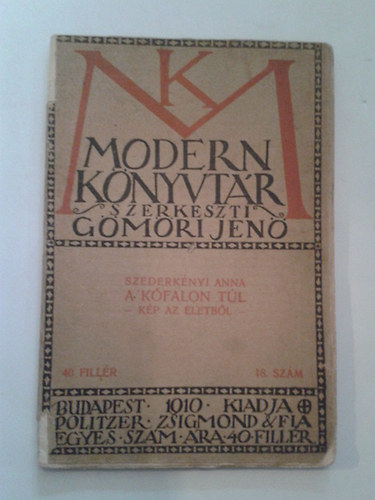 MK
MODERN
KÖNYVTÁR
SZERKESZTI
GÖMÖRI JENŐ
SZEDERKÉNYI ANNA
A KŐFALON TÚL
– KÉP AZ ÉLETBŐL –
40. FILLÉR 18. SZÁM
BUDAPEST · 1910 · KIADJA
POLITZER · ZSIGMOND & FIA
EGYES · SZÁM · ÁRA · 40 · FILLÉR